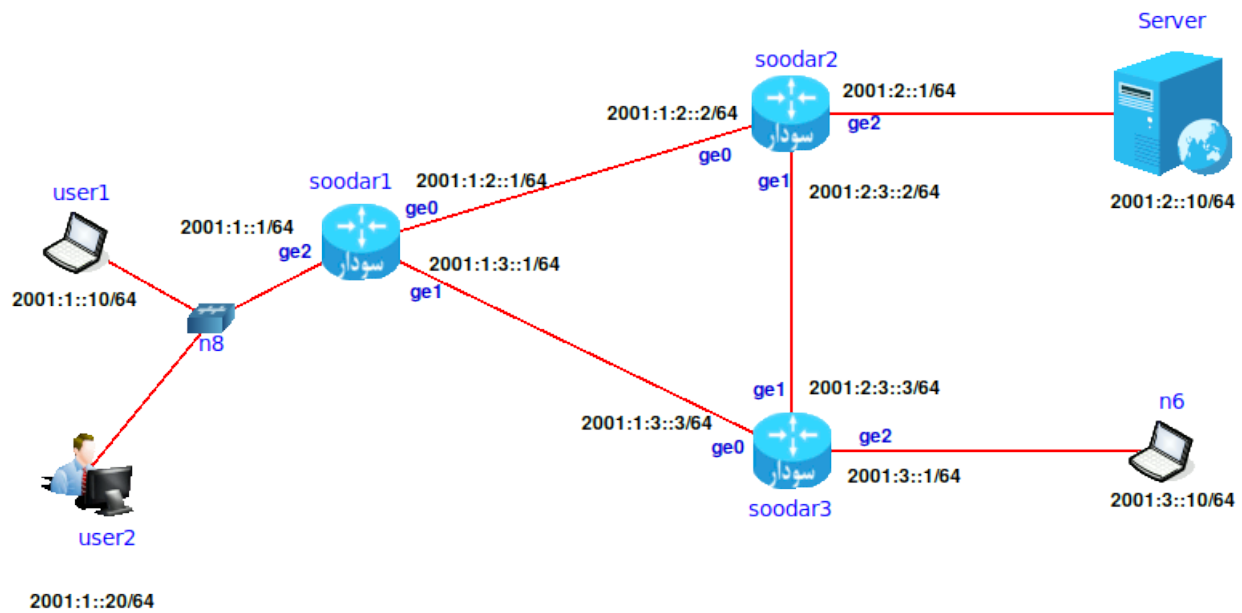 Server
soodar2
2001:2::1/64
2001:1:2::2/64
سودار
ge2
ge0
soodar1
2001:1:2::1/64
ge1
2001:2:3::2/64
2001:2::10/64
user1
ge0
2001:1::1/64
ge2
سودار
2001:1:3::1/64
ge1
2001:1::10/64
n8
ge1
2001:2:3::3/64
n6
2001:1:3::3/64
ge0
سودار
ge2
2001:3::1/64
2001:3::10/64
soodar3
user2
2001:1::20/64